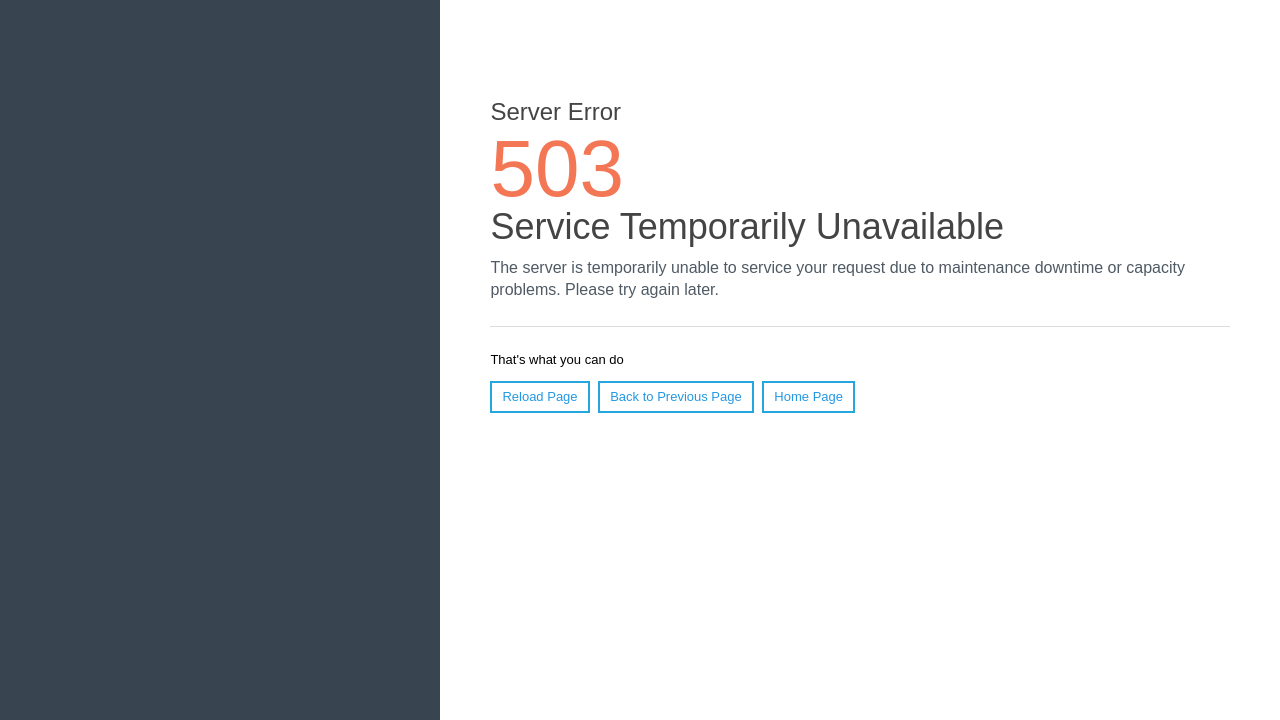 Server Error
503
Service Temporarily Unavailable
The server is temporarily unable to service your request due to maintenance downtime or capacity
problems. Please try again later.
That's what you can do
Reload Page
Back to Previous Page
Home Page